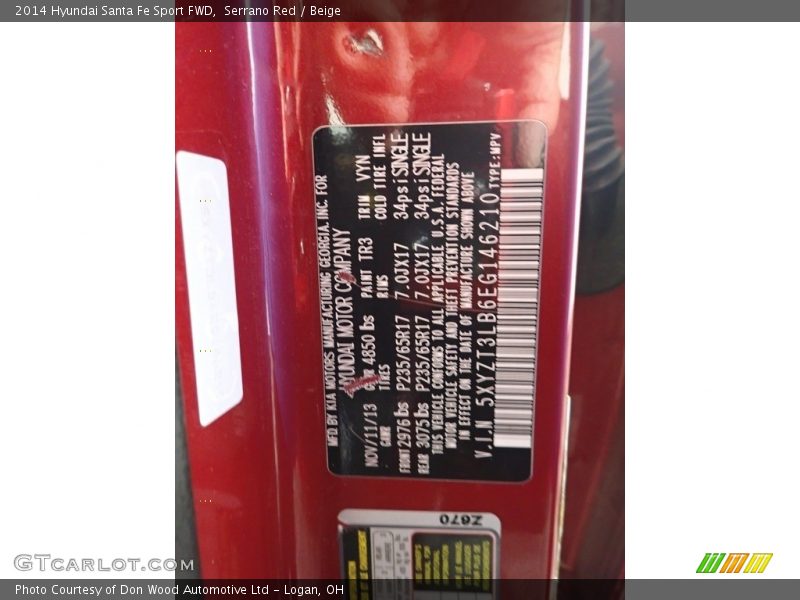 2014 Hyundai Santa Fe Sport FWD,  Serrano Red / Beige
MFD BY KIA MOTORS MANUFACTURING GEORGIA, INC. FOR
HYUNDAI MOTOR COMPANY
NOV/11/13 4850 lbs PAINT TR3 TRIM VYN
GAWR TIRES RIMS COLD TIRE INFL
FRONT 2976 lbs P235/65R17 7.0JX17 34psi SINGLE
REAR 3075 lbs P235/65R17 7.0JX17 34psi SINGLE
THIS VEHICLE CONFORMS TO ALL APPLICABLE U.S.A. FEDERAL
MOTOR VEHICLE SAFETY AND THEFT PREVENTION STANDARDS
IN EFFECT ON THE DATE OF MANUFACTURE SHOWN ABOVE
V.I.N 5XYZT3LB6EG146210 TYPE:MPV
Z670
GTcarlot.com
Photo Courtesy of Don Wood Automotive Ltd - Logan, OH